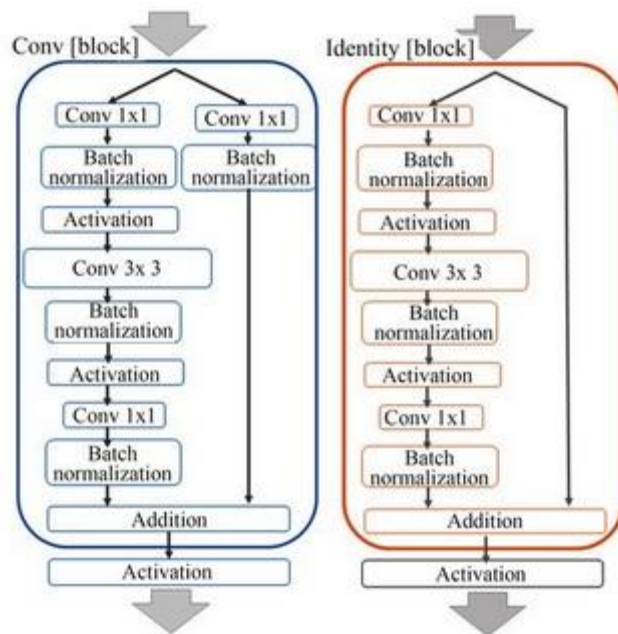 Conv [block]
Conv 1x1
Conv 1x1
Batch
normalization
Batch
normalization
Activation
Conv 3x 3
Batch
normalization
Activation
Conv 1x1
Batch
normalization
Addition
Activation
Identity [block]
Conv 1x1
Batch
normalization
Activation
Conv 3x 3
Batch
normalization
Activation
Conv 1x1
Batch
normalization
Addition
Activation